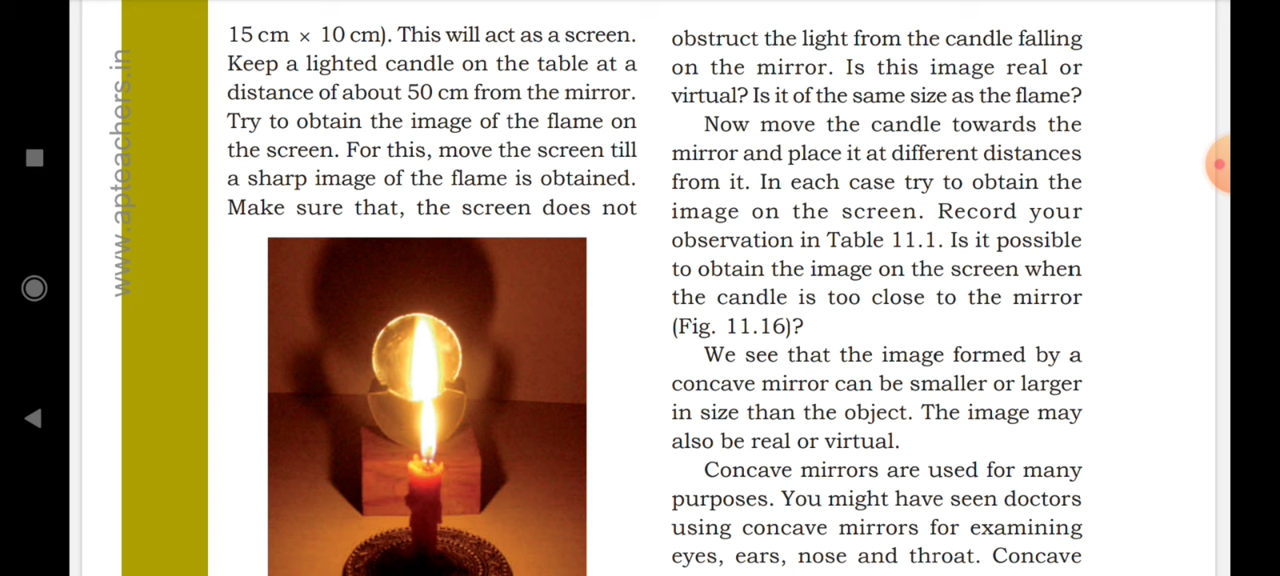 www.apteachers.in
15 cm × 10 cm). This will act as a screen.
Keep a lighted candle on the table at a
distance of about 50 cm from the mirror.
Try to obtain the image of the flame on
the screen. For this, move the screen till
a sharp image of the flame is obtained.
Make sure that, the screen does not
obstruct the light from the candle falling
on the mirror. Is this image real or
virtual? Is it of the same size as the flame?
Now move the candle towards the
mirror and place it at different distances
from it. In each case try to obtain the
image on the screen. Record your
observation in Table 11.1. Is it possible
to obtain the image on the screen when
the candle is too close to the mirror
(Fig. 11.16)?
We see that the image formed by a
concave mirror can be smaller or larger
in size than the object. The image may
also be real or virtual.
Concave mirrors are used for many
purposes. You might have seen doctors
using concave mirrors for examining
eyes, ears, nose and throat. Concave